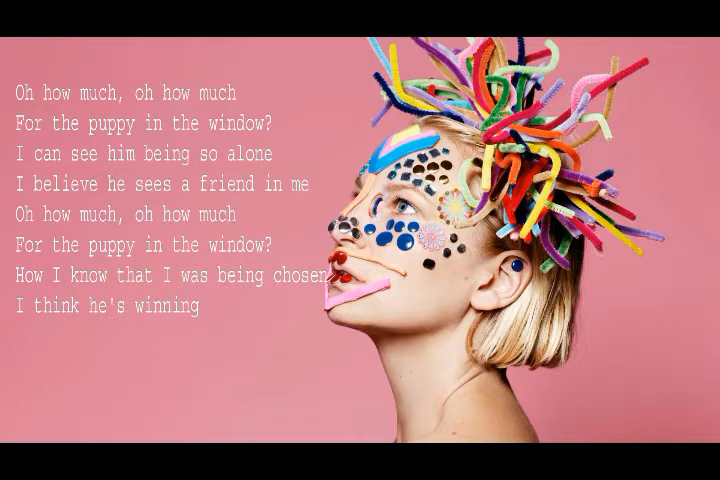 Oh how much, oh how much
For the puppy in the window?
I can see him being so alone
I believe he sees a friend in me
Oh how much, oh how much
For the puppy in the window?
How I know that I was being chosen
I think he's winning